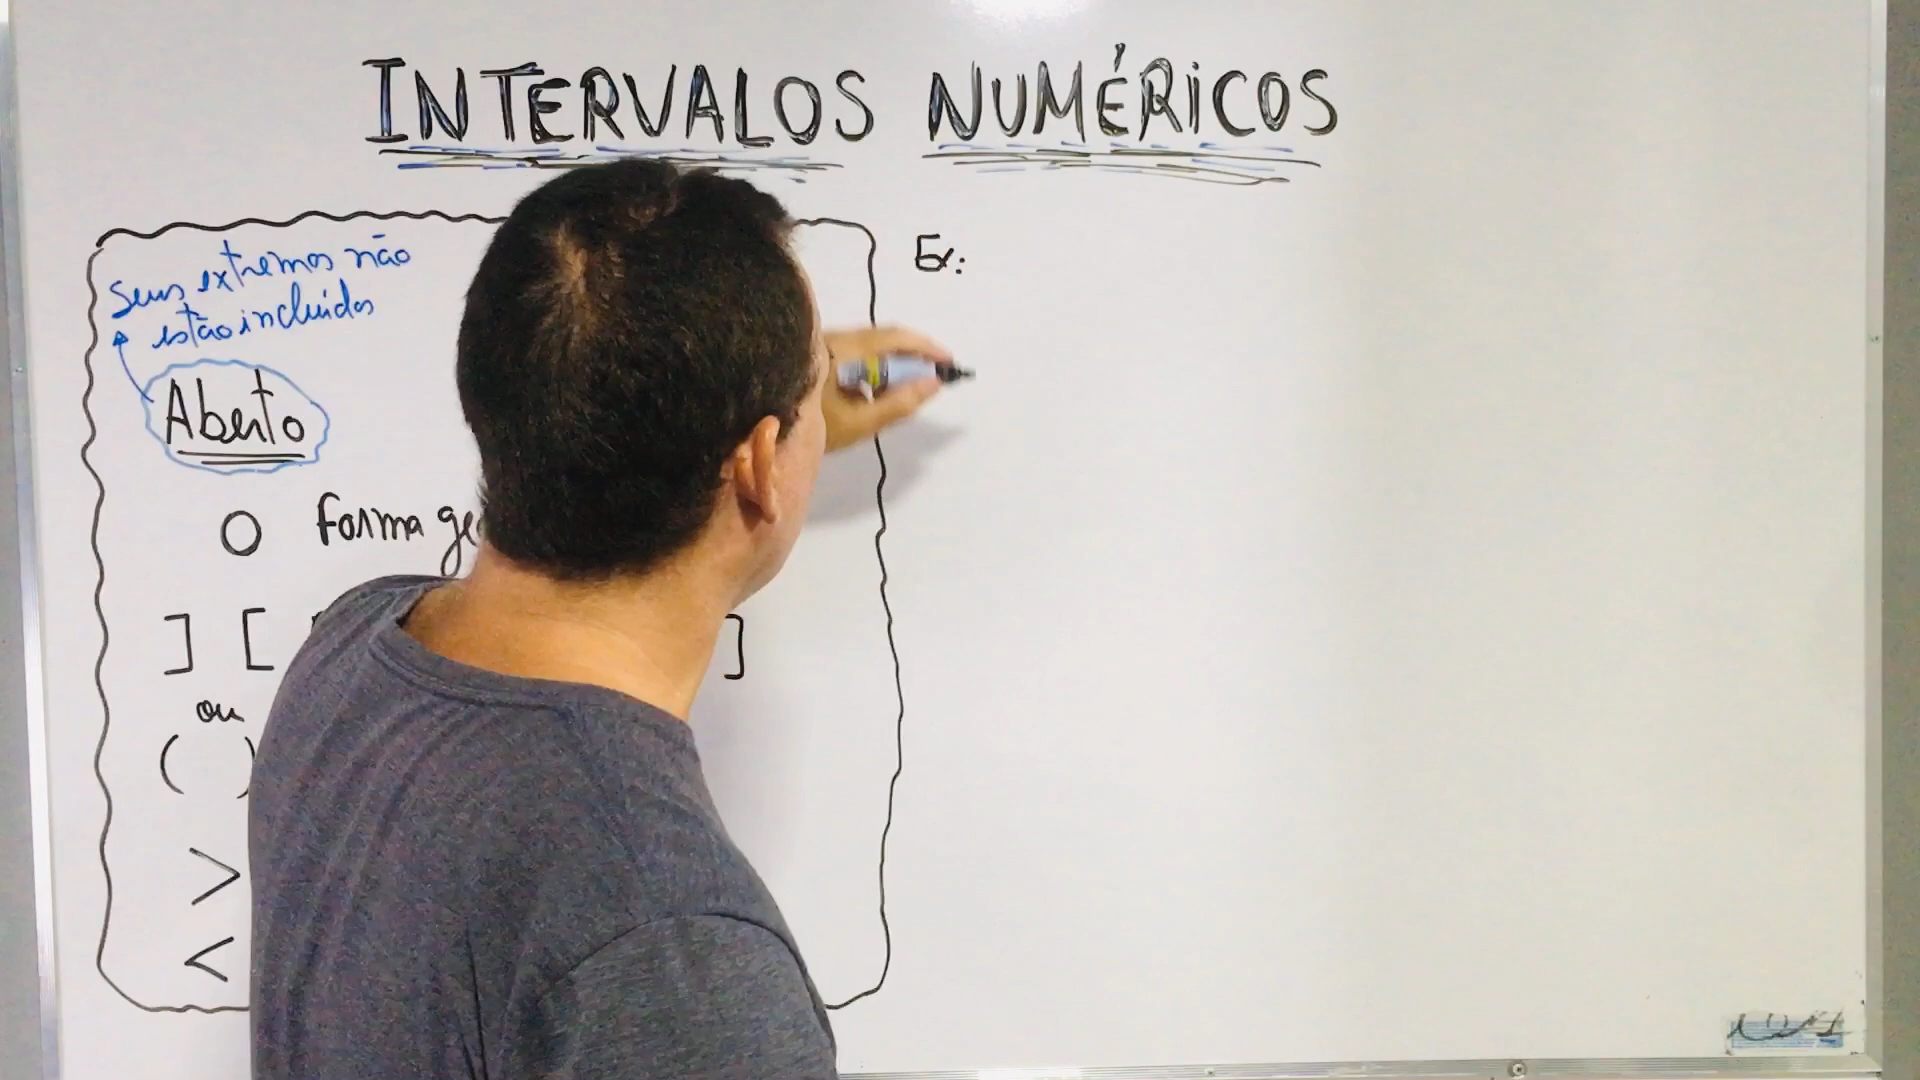 INTERVALOS NUMÉRICOS
Seus extremos não
estão incluídos
Aberto
O Forma ge
] [ ]
ou
( )
>
<
Ex: